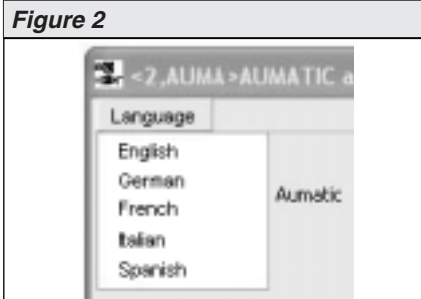 Figure 2
<2,AUMA>AUMATIC a
Language
English
German
French
Italian
Spanish
Aumatic